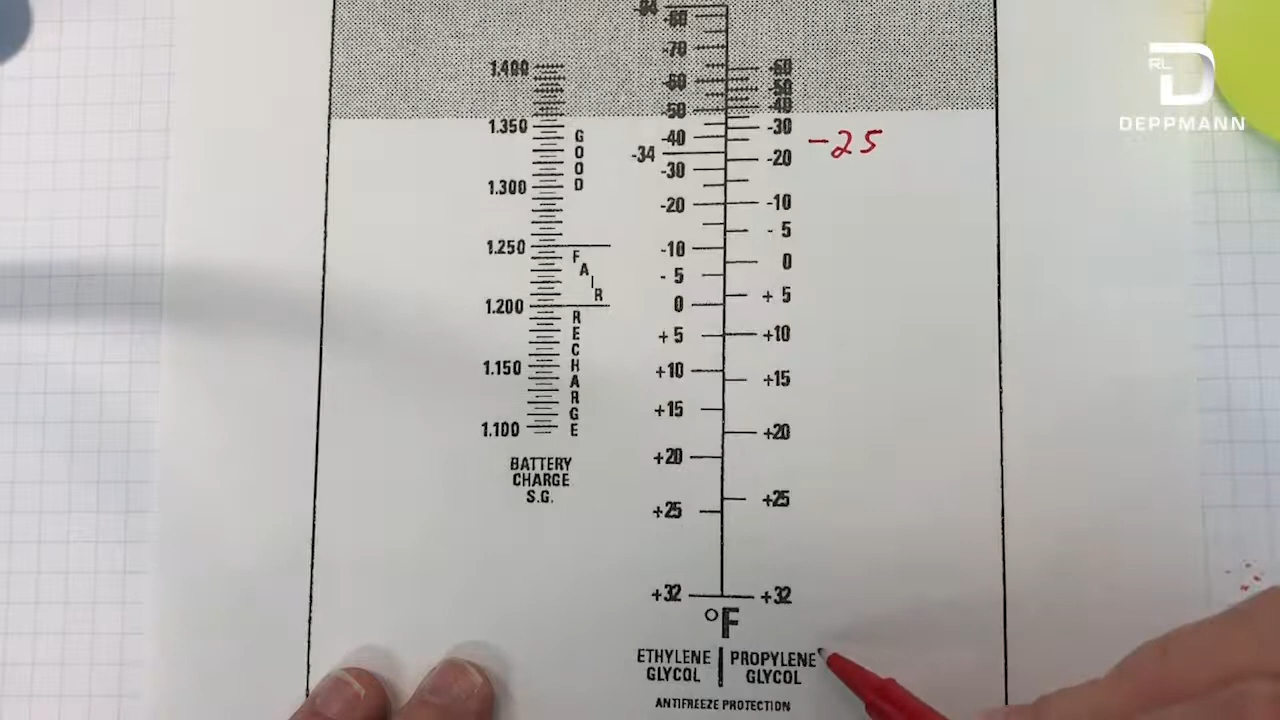 RL
DEPPMANN
1.400
1.350
1.300
1.250
1.200
1.150
1.100
GOOD
FAIR
RECHARGE
BATTERY
CHARGE
S.G.
-84
-80
-70
-60
-50
-40
-34
-30
-20
-10
- 5
0
+ 5
+10
+15
+20
+25
+32
-60
-50
-40
-30
-20
-10
- 5
0
+ 5
+10
+15
+20
+25
+32
-25
°F
ETHYLENE
GLYCOL
PROPYLENE
GLYCOL
ANTIFREEZE PROTECTION